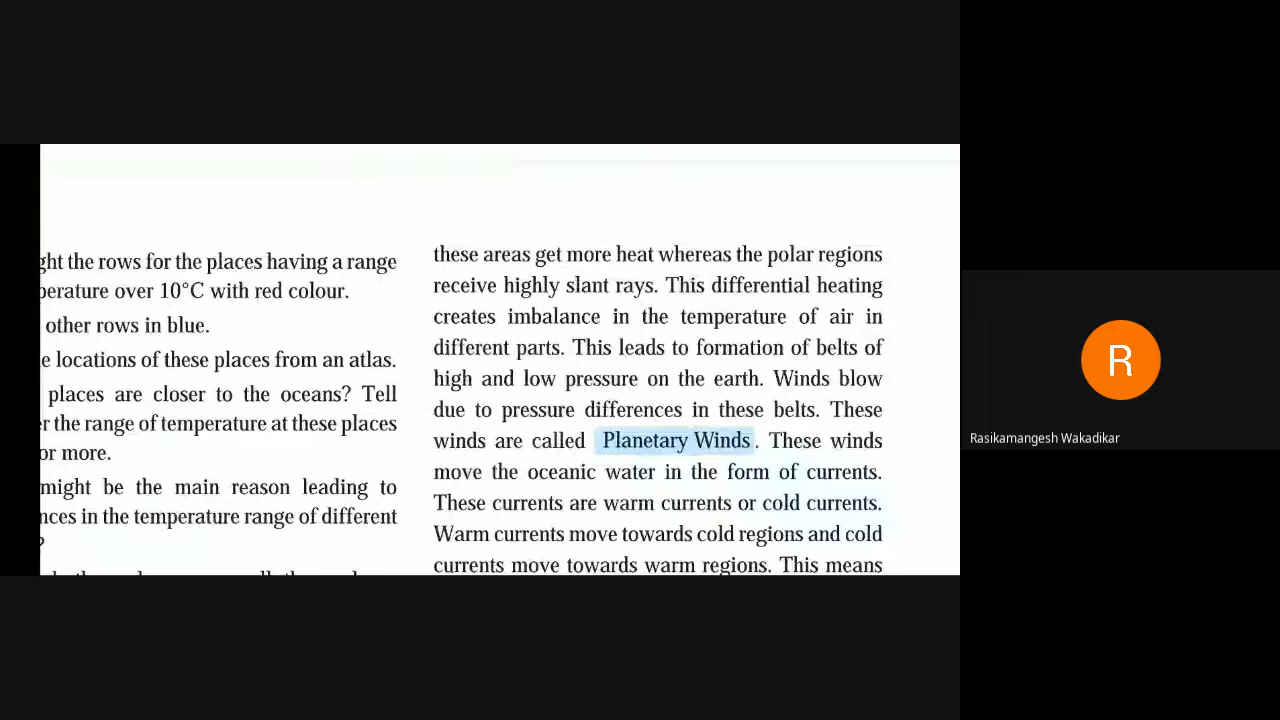 the rows for the places having a range
over 10°C with red colour.
other rows in blue.
locations of these places from an atlas.
places are closer to the oceans? Tell
the range of temperature at these places
or more.
might be the main reason leading to
in the temperature range of different
?
these areas get more heat whereas the polar regions
receive highly slant rays. This differential heating
creates imbalance in the temperature of air in
different parts. This leads to formation of belts of
high and low pressure on the earth. Winds blow
due to pressure differences in these belts. These
winds are called Planetary Winds. These winds
move the oceanic water in the form of currents.
These currents are warm currents or cold currents.
Warm currents move towards cold regions and cold
currents move towards warm regions. This means
R
Rasikamangesh Wakadikar